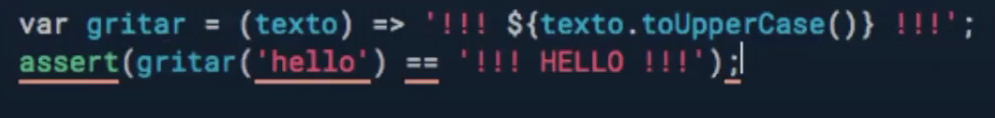 var gritar = (texto) => '!!! ${texto.toUpperCase()} !!!';
assert(gritar('hello') == '!!! HELLO !!!');